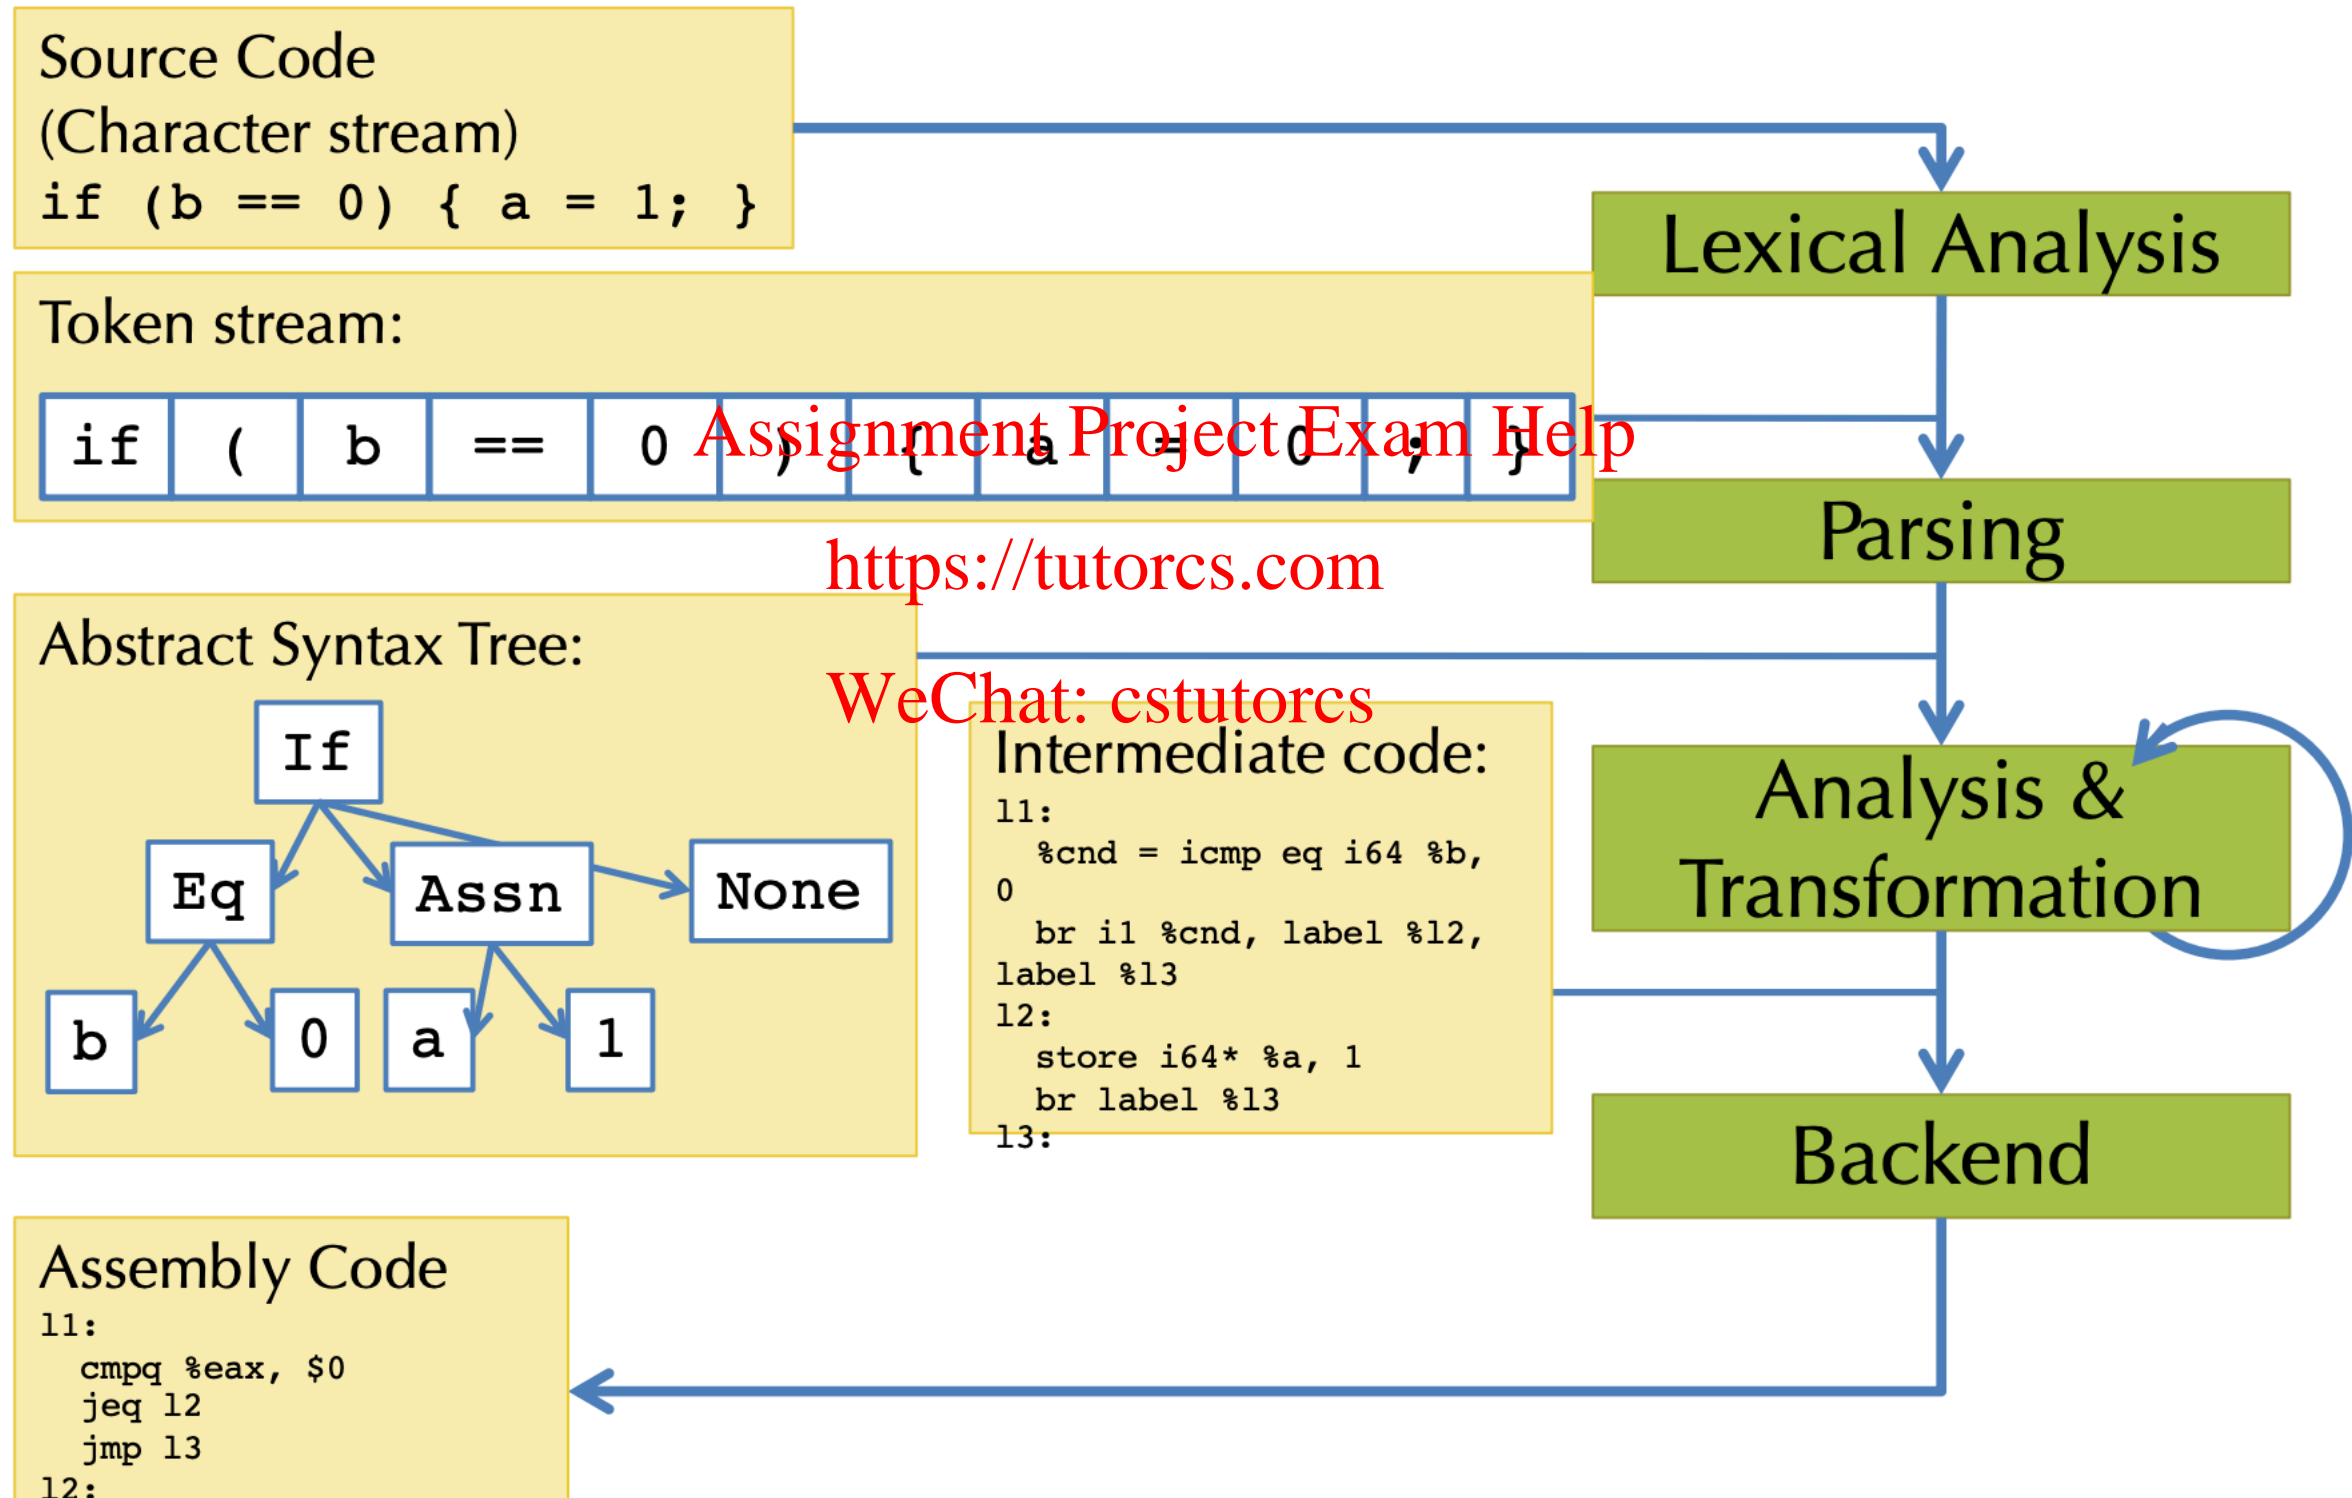 Source Code
(Character stream)
if (b == 0) { a = 1; }
Lexical Analysis
Token stream:
if ( b == 0 ) { a = 0 ; }
Assignment Project Exam Help
https://tutorcs.com
WeChat: cstutorcs
Parsing
Abstract Syntax Tree:
If
Eq Assn None
b 0 a 1
Intermediate code:
l1:
%cnd = icmp eq i64 %b,
0
br i1 %cnd, label %l2,
label %l3
l2:
store i64* %a, 1
br label %l3
l3:
Analysis &
Transformation
Backend
Assembly Code
l1:
cmpq %eax, $0
jeq l2
jmp l3
l2: